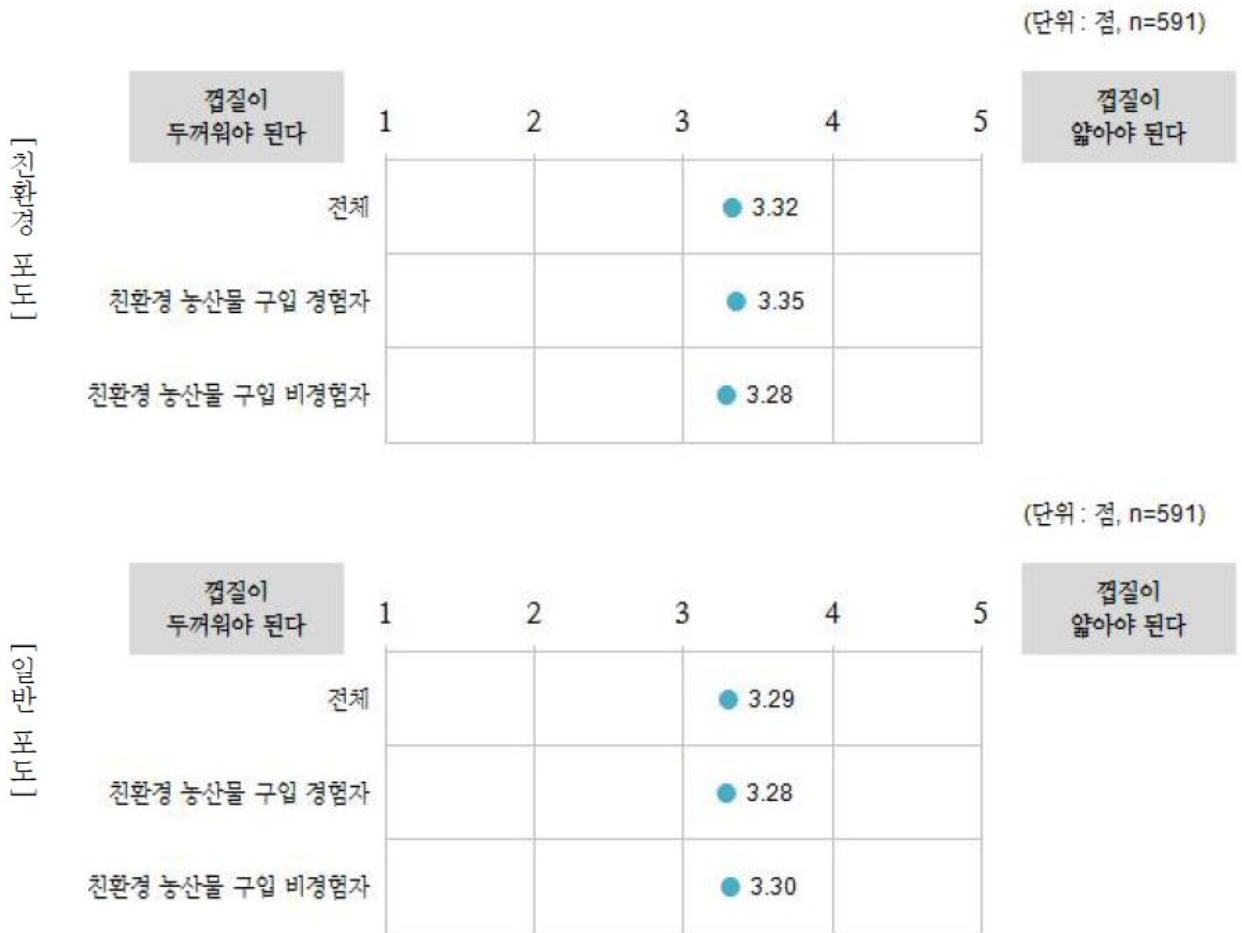 (단위 : 점, n=591)
[친환경 포도]
껍질이
두꺼워야 된다
1 2 3 4 5
껍질이
얇아야 된다
전체 3.32
친환경 농산물 구입 경험자 3.35
친환경 농산물 구입 비경험자 3.28
(단위 : 점, n=591)
[일반 포도]
껍질이
두꺼워야 된다
1 2 3 4 5
껍질이
얇아야 된다
전체 3.29
친환경 농산물 구입 경험자 3.28
친환경 농산물 구입 비경험자 3.30